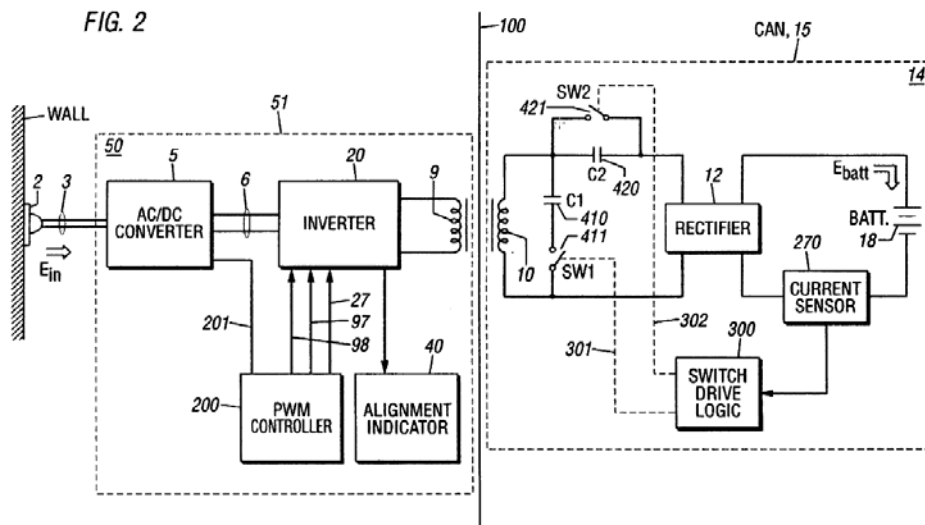 FIG. 2
100
CAN, 15
14
WALL
51
50
2
3
5
6
20
9
AC/DC
CONVERTER
INVERTER
E in
201
27
97
98
200
40
PWM
CONTROLLER
ALIGNMENT
INDICATOR
SW2
421
C2
420
C1
410
411
SW1
10
12
RECTIFIER
E batt
BATT.
18
270
CURRENT
SENSOR
302
301
300
SWITCH
DRIVE
LOGIC